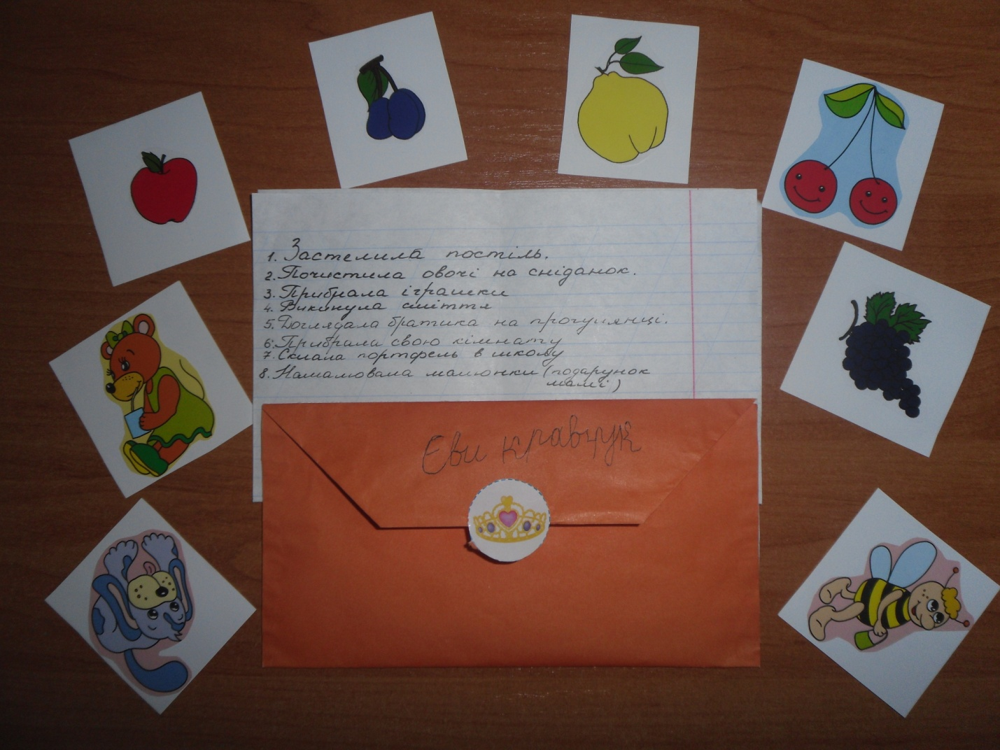 1. Застелила постіль.
2. Почистила овочі на сніданок.
3. Прибрала іграшки
4. Викинула сміття
5. Доглядала братика на прогулянці.
6. Прибрала свою кімнату
7. Склала портфель в школу
8. Намалювала малюнки (подарунок
мамі)
Єви кравчук